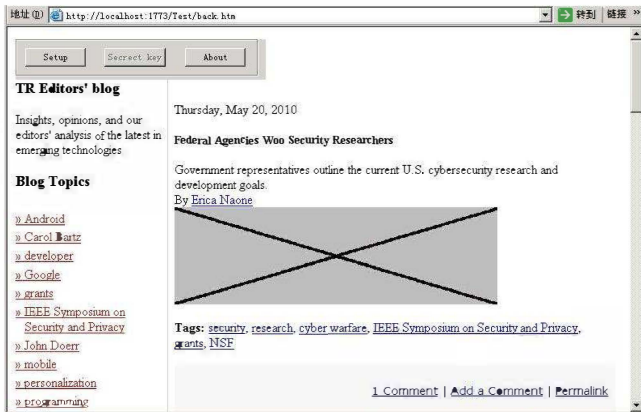 地址(D) http://localhost:1773/Test/back.htm 转到 链接 »
Setup Secrect key About
TR Editors' blog
Insights, opinions, and our
editors' analysis of the latest in
emerging technologies
Blog Topics
» Android
» Carol Bartz
» developer
» Google
» grants
» IEEE Symposium on
Security and Privacy
» John Doerr
» mobile
» personalization
» programming
Thursday, May 20, 2010
Federal Agencies Woo Security Researchers
Government representatives outline the current U.S. cybersecurity research and
development goals.
By Erica Naone
Tags: security, research, cyber warfare, IEEE Symposium on Security and Privacy,
grants, NSF
1 Comment | Add a Comment | Permalink